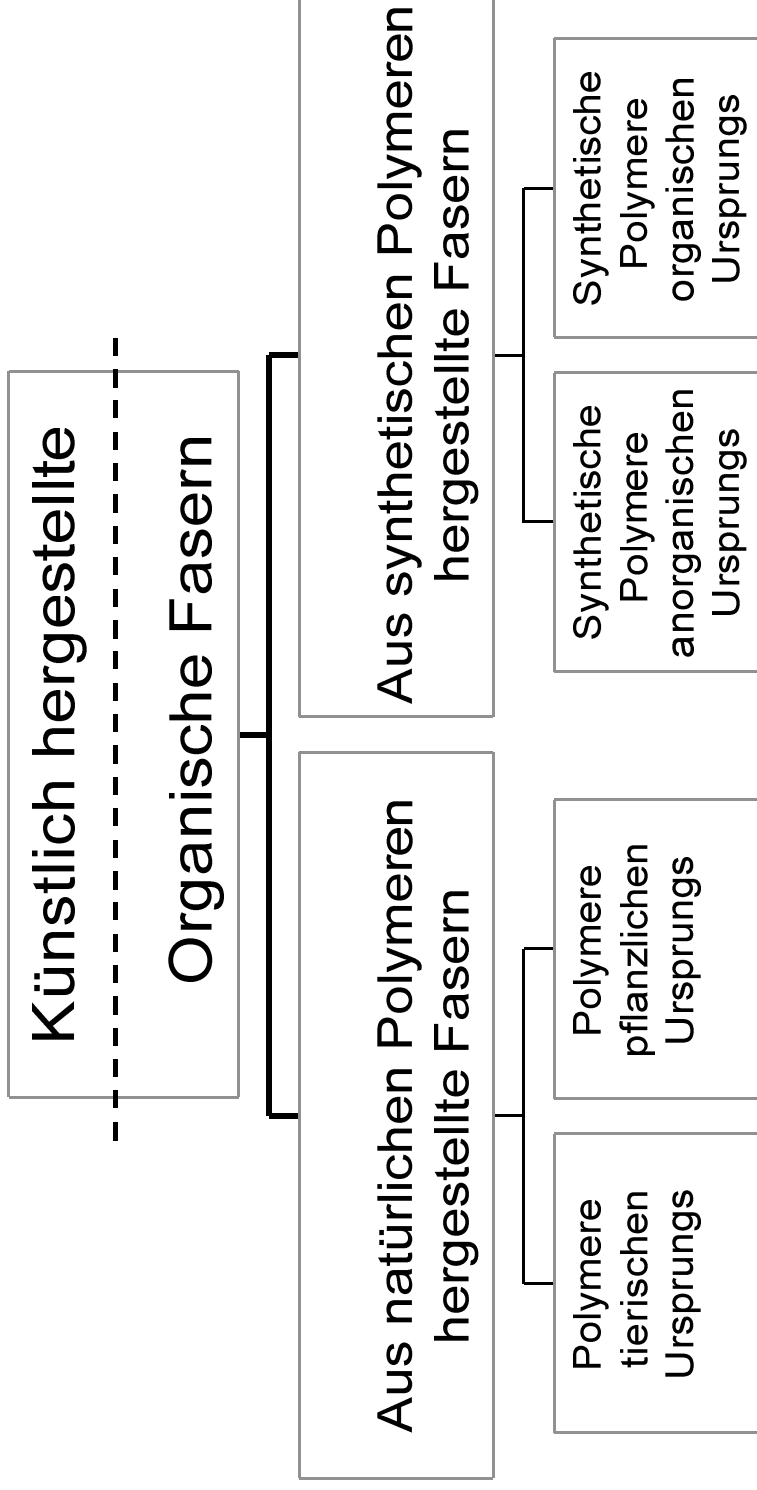 Künstlich hergestellte
Organische Fasern
Aus natürlichen Polymeren
hergestellte Fasern
Aus synthetischen Polymeren
hergestellte Fasern
Polymere
tierischen
Ursprungs
Polymere
pflanzlichen
Ursprungs
Synthetische
Polymere
anorganischen
Ursprungs
Synthetische
Polymere
organischen
Ursprungs